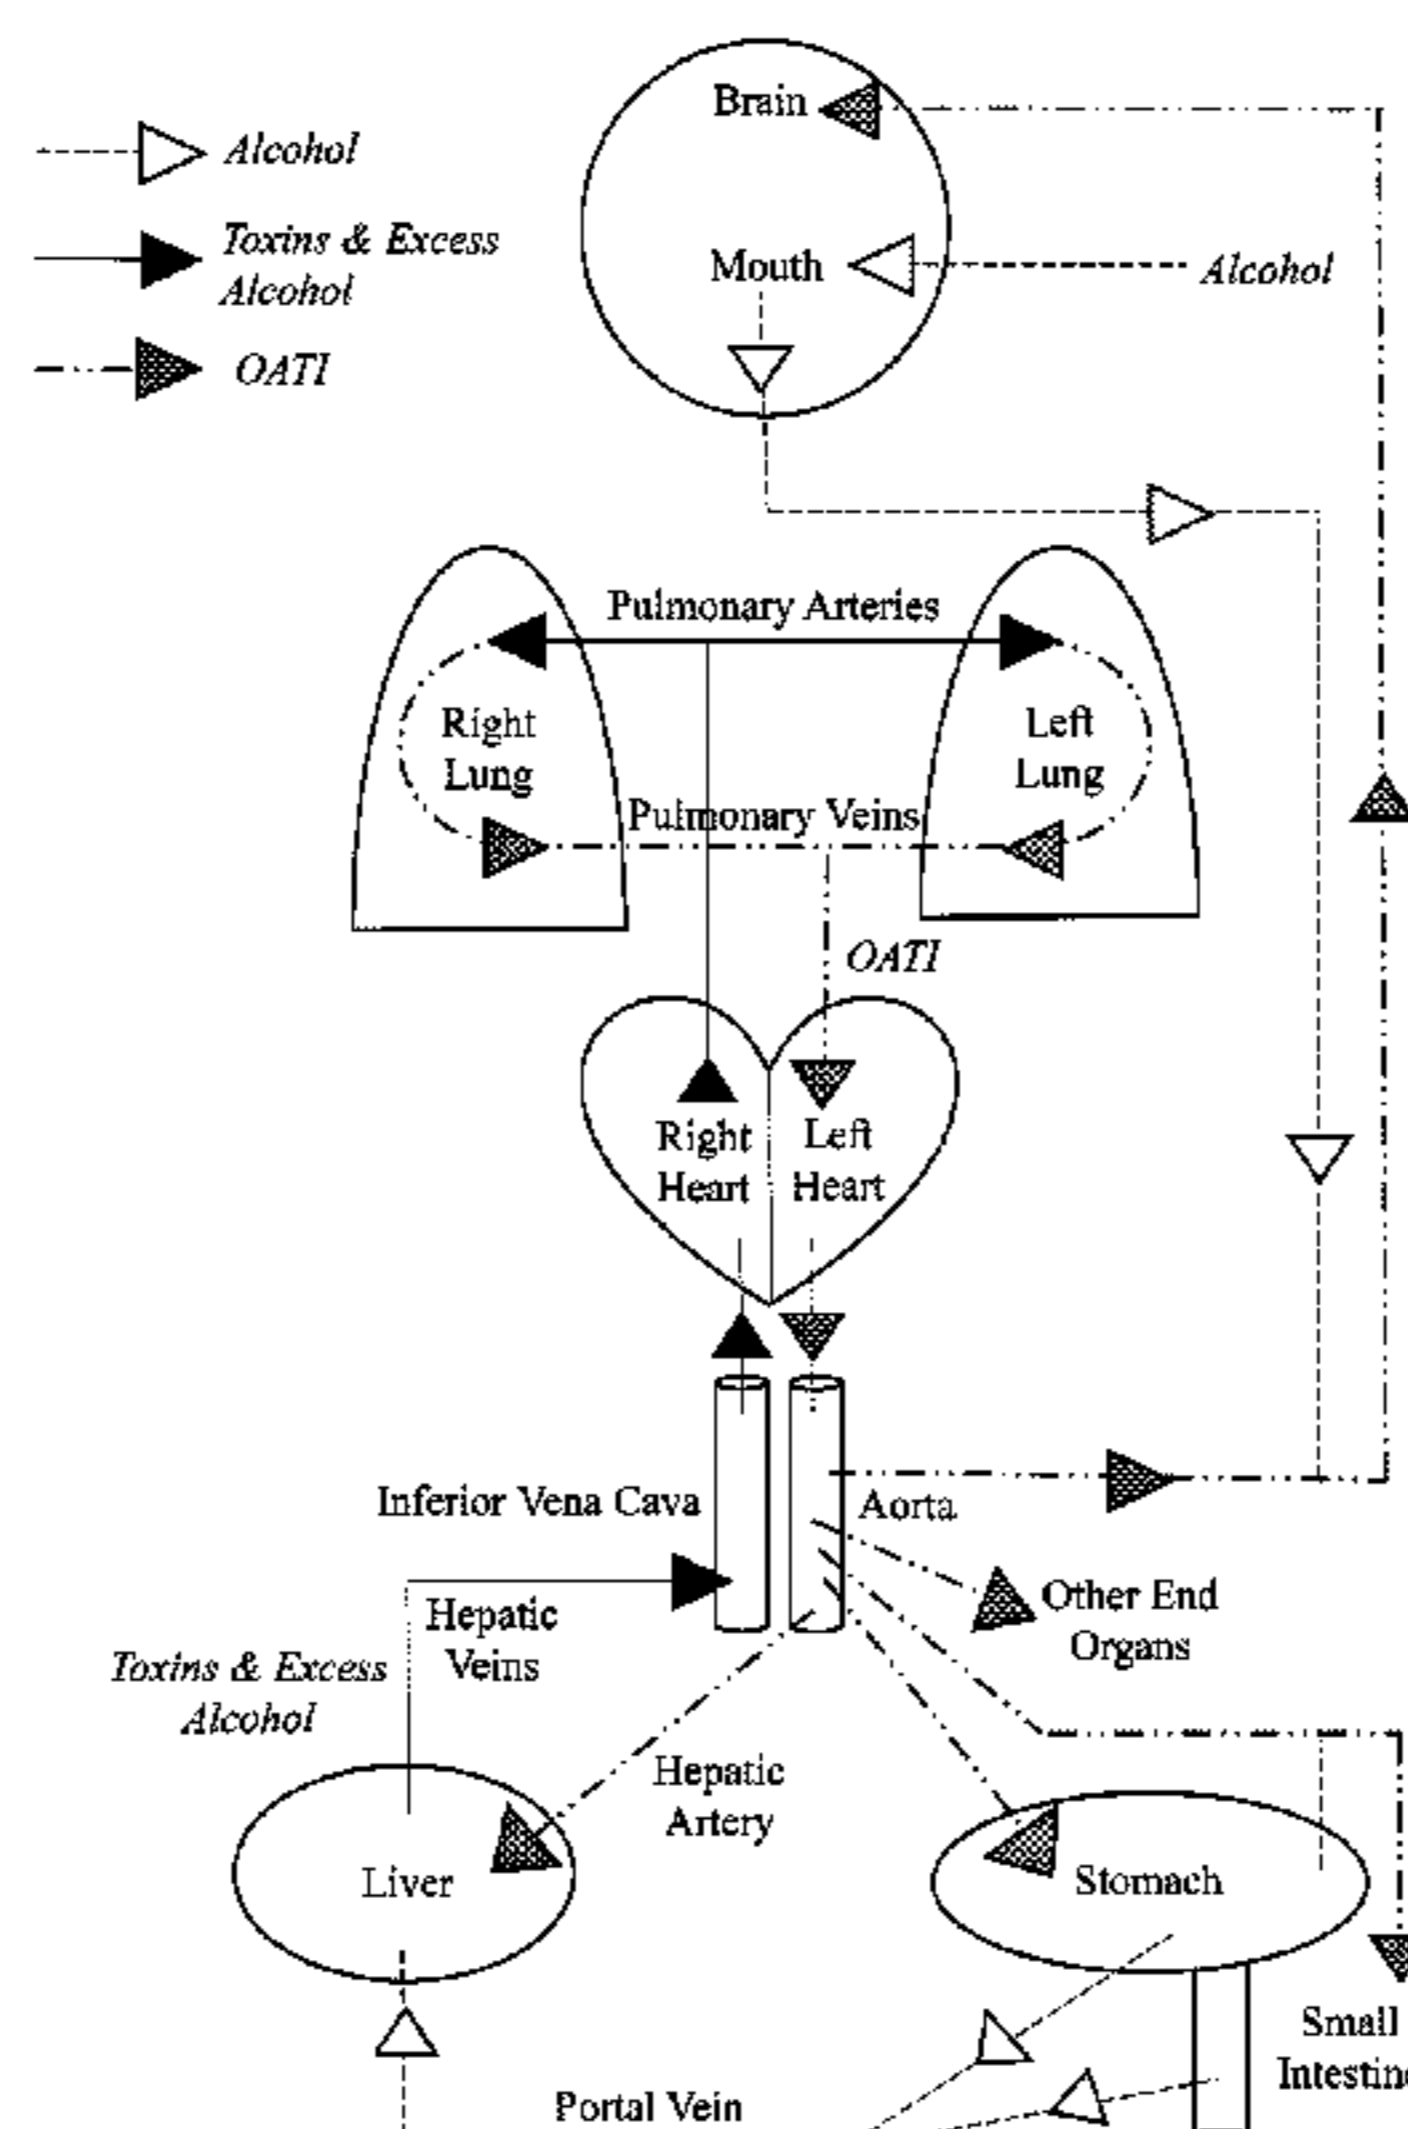 Brain
Alcohol
Toxins & Excess
Alcohol
OATI
Mouth
Alcohol
Pulmonary Arteries
Right
Lung
Left
Lung
Pulmonary Veins
OATI
Right
Heart
Left
Heart
Inferior Vena Cava
Aorta
Hepatic
Veins
Other End
Organs
Toxins & Excess
Alcohol
Hepatic
Artery
Liver
Stomach
Small
Intestine
Portal Vein